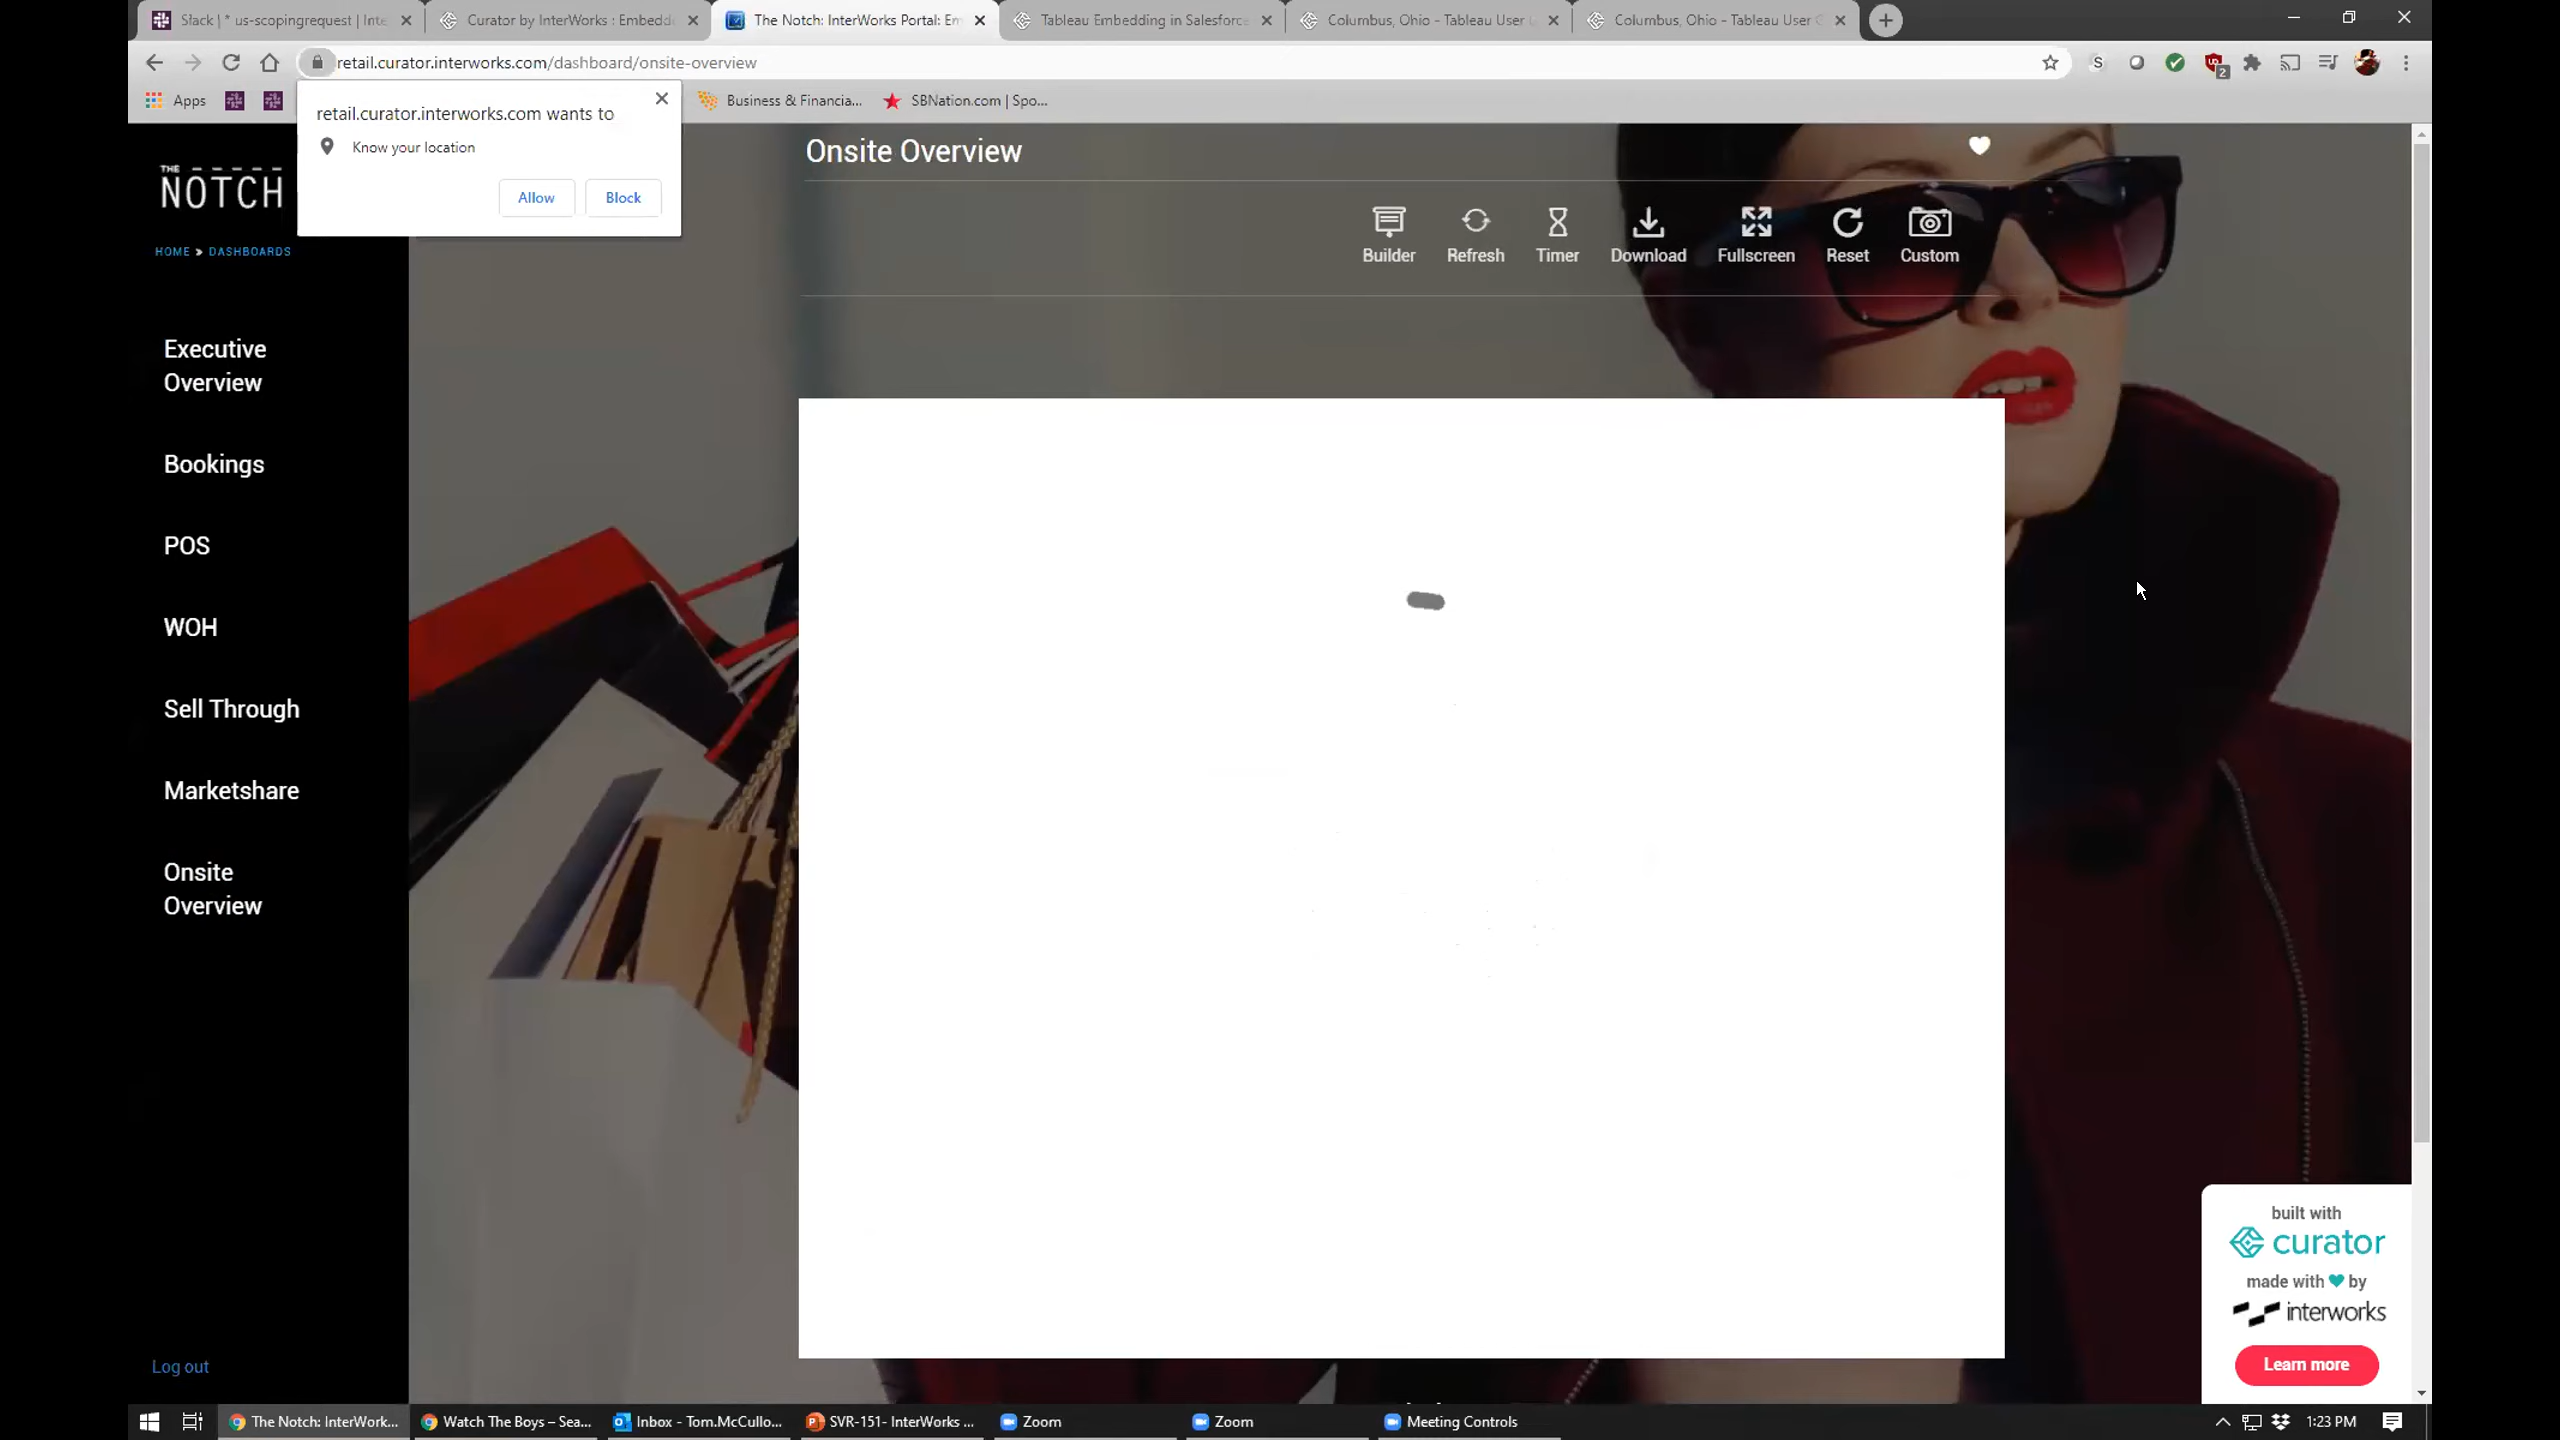 Slack | * us-scopingrequest | Inte
Curator by InterWorks : Embedd
The Notch: InterWorks Portal: Em
Tableau Embedding in Salesforce
Columbus, Ohio - Tableau User
Columbus, Ohio - Tableau User G
retail.curator.interworks.com/dashboard/onsite-overview
S
2
Apps
Business & Financia...
SBNation.com | Spo...
retail.curator.interworks.com wants to
Know your location
Allow
Block
THE
NOTCH
HOME » DASHBOARDS
Executive
Overview
Bookings
POS
WOH
Sell Through
Marketshare
Onsite
Overview
Log out
Onsite Overview
Builder
Refresh
Timer
Download
Fullscreen
Reset
Custom
built with
curator
made with ♥ by
interworks
Learn more
The Notch: InterWork...
Watch The Boys – Sea...
Inbox - Tom.McCullo...
SVR-151- InterWorks ...
Zoom
Zoom
Meeting Controls
1:23 PM